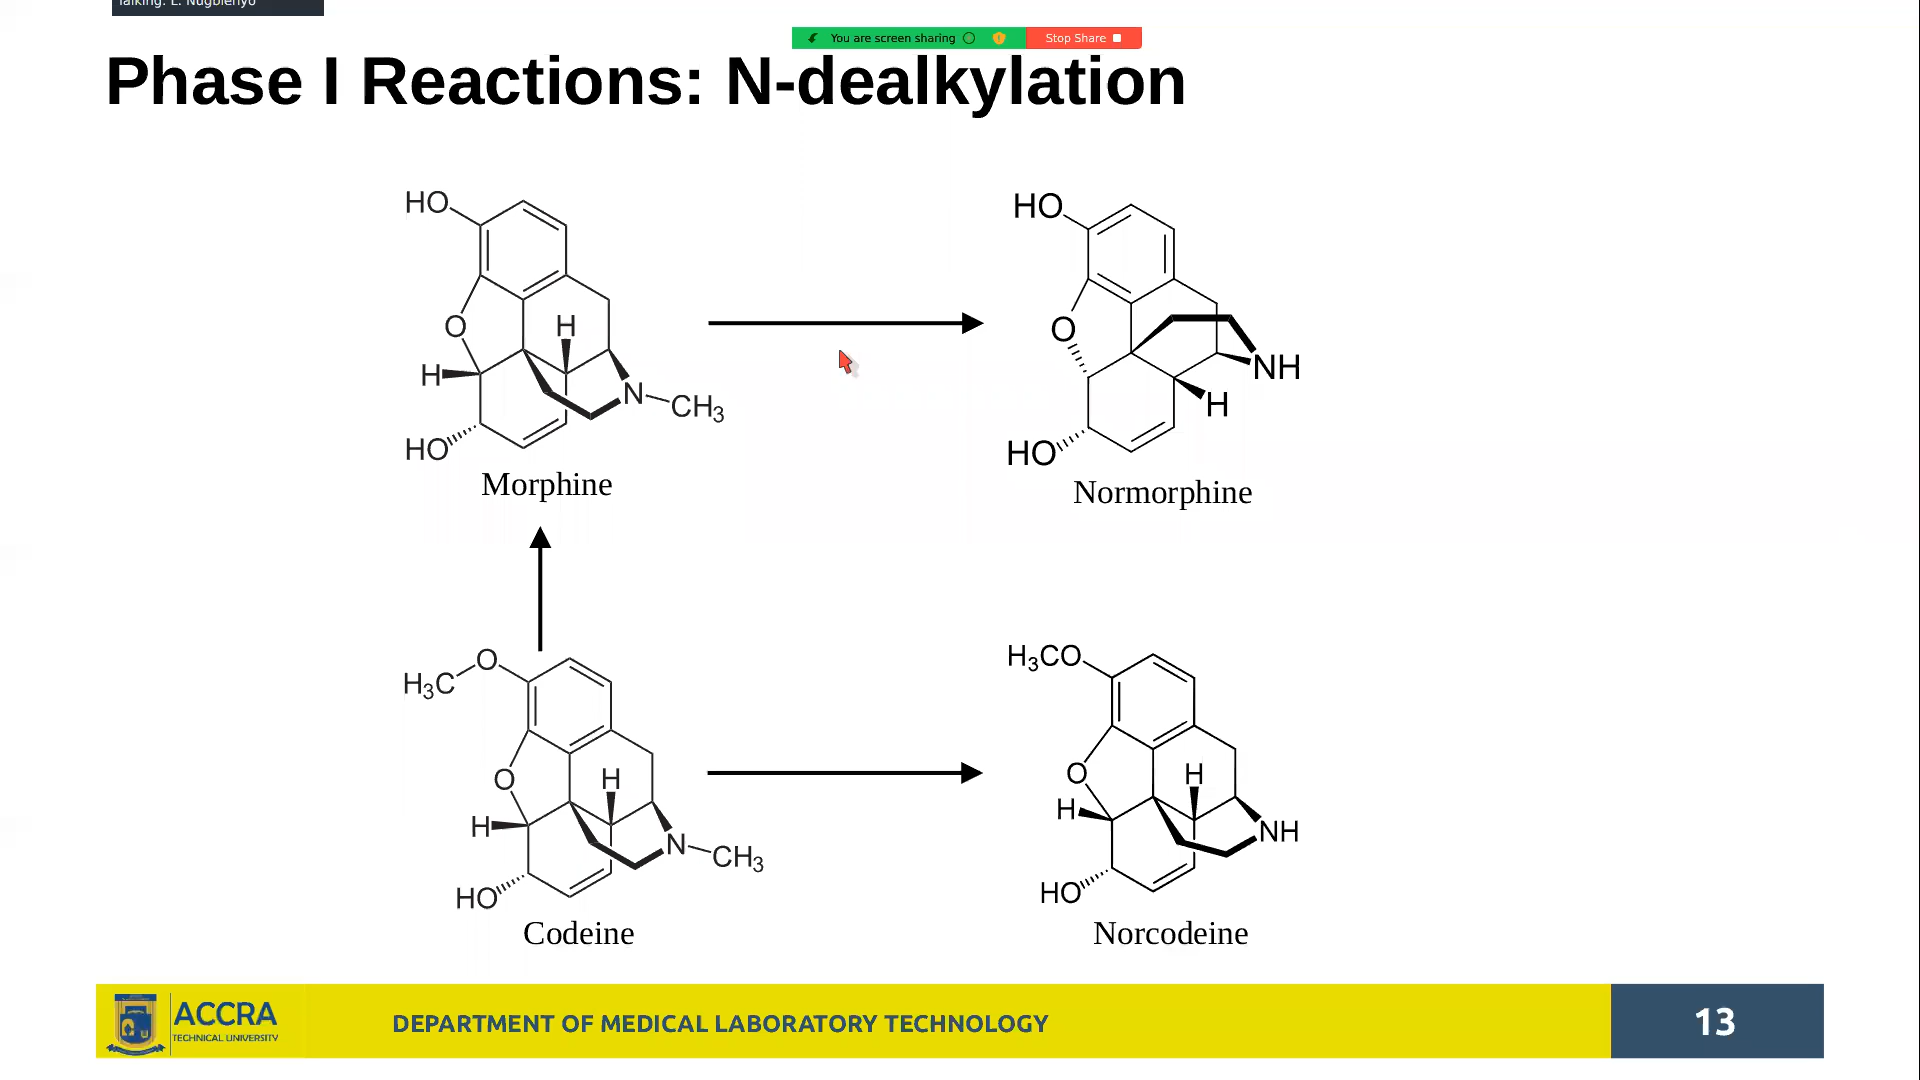 Talking: E. Nugblenyo
You are screen sharing
Stop Share
Phase I Reactions: N-dealkylation
HO
O
H
H
N
CH3
HO
Morphine
HO
O
NH
H
HO
Normorphine
H3C
O
O
H
H
N
CH3
HO
Codeine
H3CO
O
H
H
NH
HO
Norcodeine
ACCRA
TECHNICAL UNIVERSITY
DEPARTMENT OF MEDICAL LABORATORY TECHNOLOGY
13